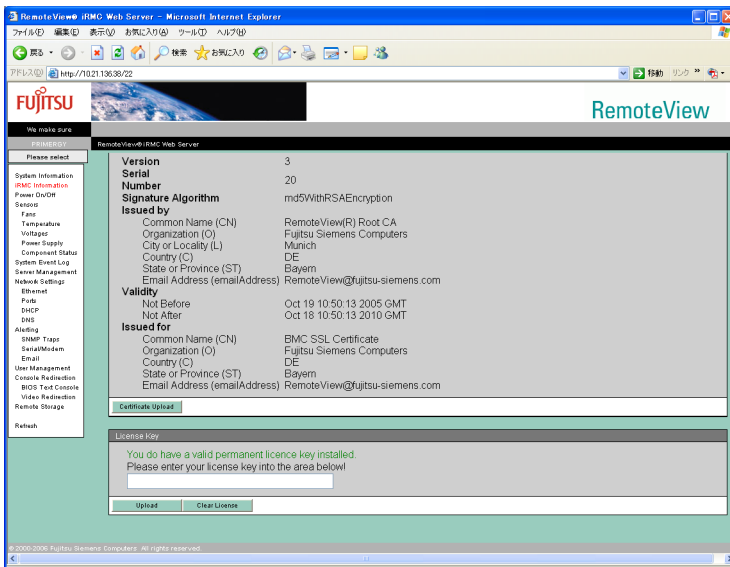 RemoteView® iRMC Web Server - Microsoft Internet Explorer
ファイル(F) 編集(E) 表示(V) お気に入り(A) ツール(T) ヘルプ(H)
戻る 検索 お気に入り
アドレス(D) http://10.21.136.38/22 移動 リンク »
FUJITSU
RemoteView
We make sure
PRIMERGY RemoteView® iRMC Web Server
Please select
System Information
iRMC Information
Power On/Off
Sensors
Fans
Temperature
Voltages
Power Supply
Component Status
System Event Log
Server Management
Network Settings
Ethernet
Ports
DHCP
DNS
Alerting
SNMP Traps
Serial/Modem
Email
User Management
Console Redirection
BIOS Text Console
Video Redirection
Remote Storage
Refresh
Version 3
Serial
Number 20
Signature Algorithm md5WithRSAEncryption
Issued by
Common Name (CN) RemoteView(R) Root CA
Organization (O) Fujitsu Siemens Computers
City or Locality (L) Munich
Country (C) DE
State or Province (ST) Bayern
Email Address (emailAddress) RemoteView@fujitsu-siemens.com
Validity
Not Before Oct 19 10:50:13 2005 GMT
Not After Oct 18 10:50:13 2010 GMT
Issued for
Common Name (CN) BMC SSL Certificate
Organization (O) Fujitsu Siemens Computers
Country (C) DE
State or Province (ST) Bayern
Email Address (emailAddress) RemoteView@fujitsu-siemens.com
Certificate Upload
License Key
You do have a valid permanent licence key installed.
Please enter your license key into the area below!
Upload Clear License
© 2000-2006 Fujitsu Siemens Computers All rights reserved.